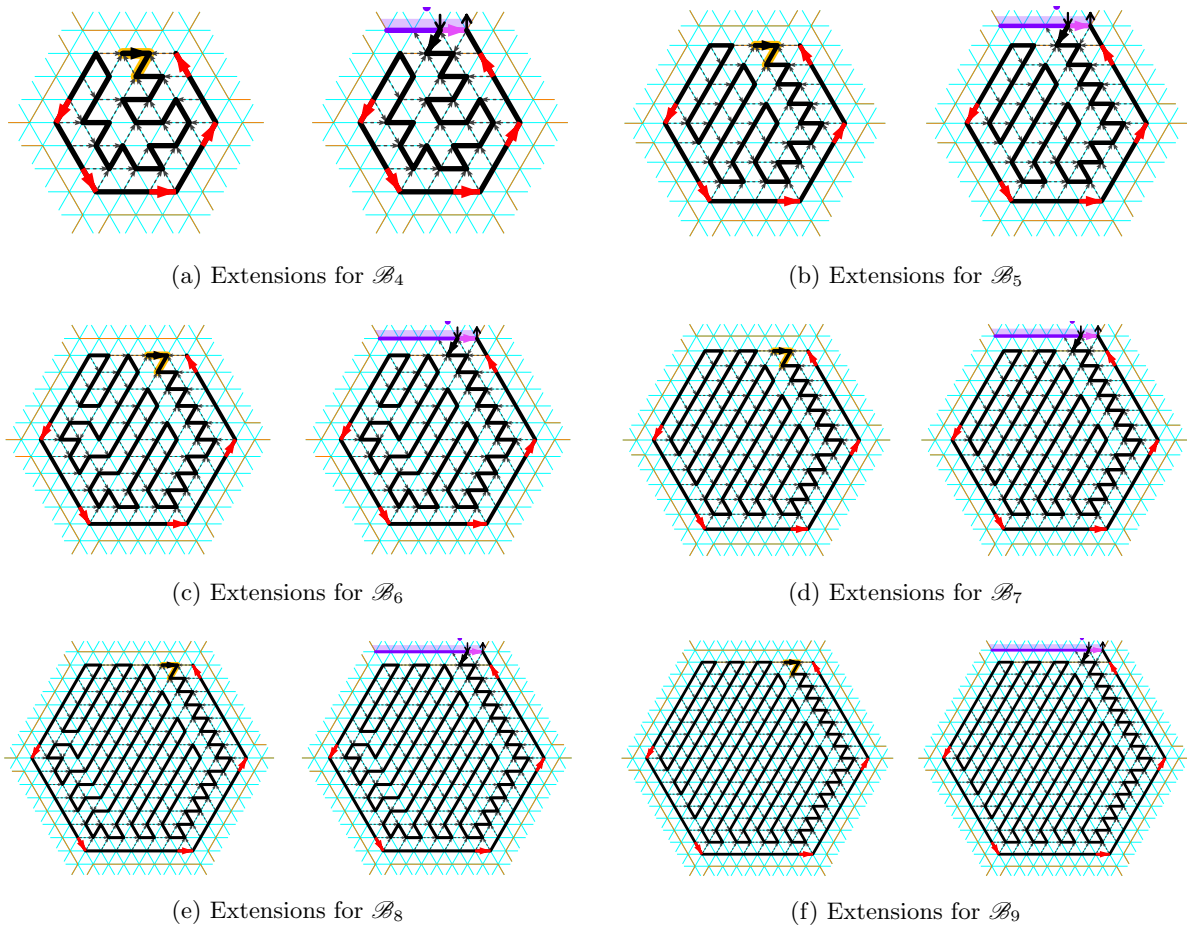 (a) Extensions for ℬ₄
(b) Extensions for ℬ₅
(c) Extensions for ℬ₆
(d) Extensions for ℬ₇
(e) Extensions for ℬ₈
(f) Extensions for ℬ₉